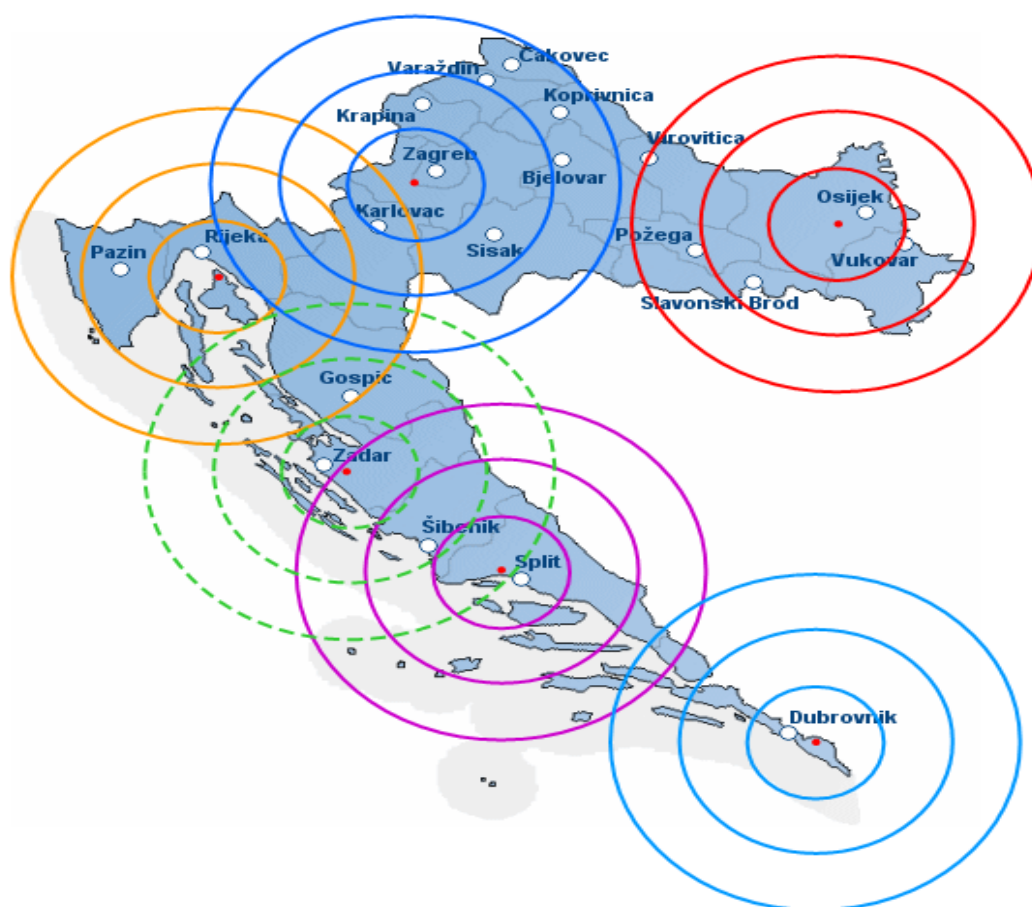 Čakovec
Varaždin
Koprivnica
Krapina
Virovitica
Zagreb
Bjelovar
Osijek
Karlovac
Sisak
Požega
Rijeka
Pazin
Vukovar
Slavonski Brod
Gospic
Zadar
Šibenik
Split
Dubrovnik